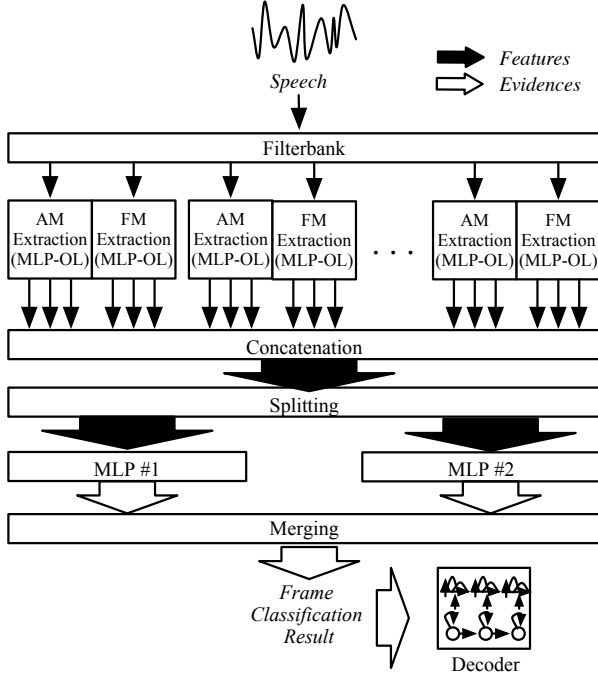 Speech
Features
Evidences
Filterbank
AM
Extraction
(MLP-OL)
FM
Extraction
(MLP-OL)
AM
Extraction
(MLP-OL)
FM
Extraction
(MLP-OL)
. . .
AM
Extraction
(MLP-OL)
FM
Extraction
(MLP-OL)
Concatenation
Splitting
MLP #1
MLP #2
Merging
Frame
Classification
Result
Decoder